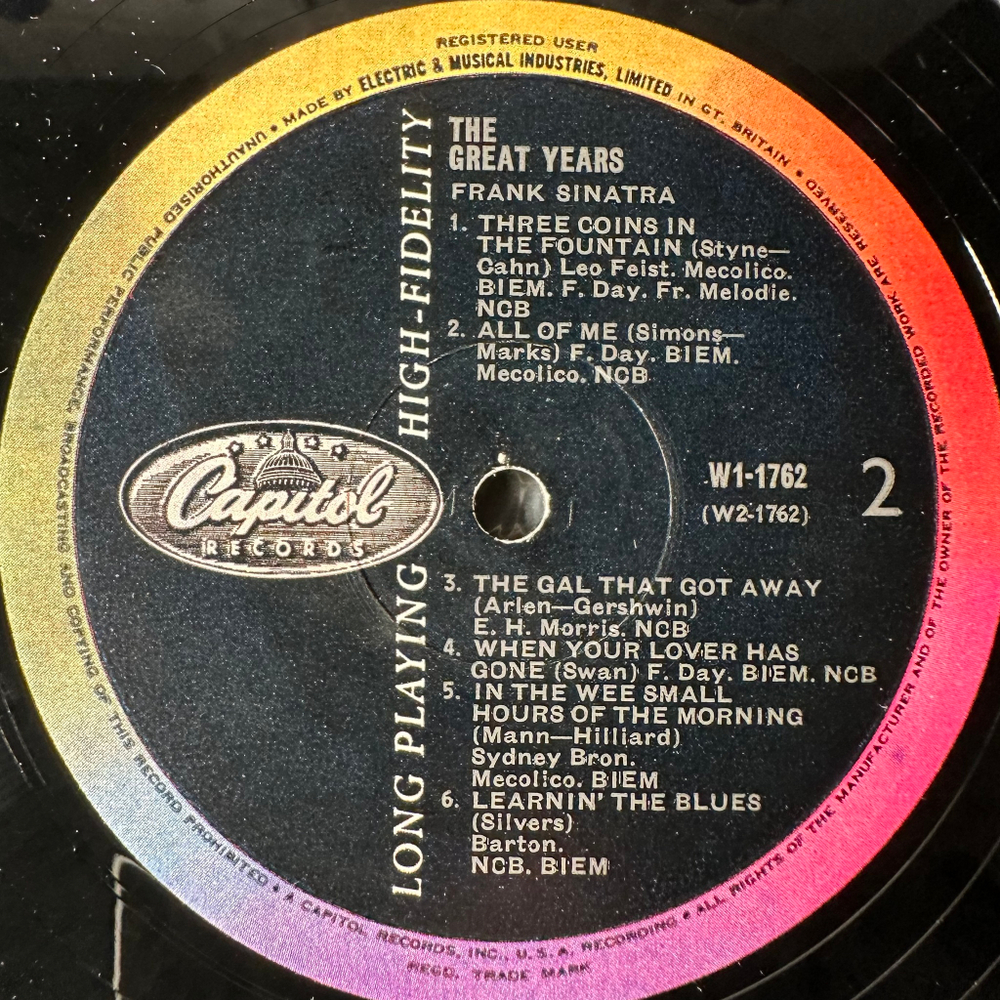 REGISTERED USER
UNAUTHORISED PUBLIC PERFORMANCE, BROADCASTING AND COPYING OF THIS RECORD PROHIBITED • A CAPITOL RECORDS, INC., U.S.A. RECORDING • ALL RIGHTS OF THE MANUFACTURER AND OF THE OWNER OF THE RECORDED WORK ARE RESERVED • MADE BY ELECTRIC & MUSICAL INDUSTRIES, LIMITED IN GT. BRITAIN •
REGD. TRADE MARK
LONG PLAYING HIGH-FIDELITY
THE
GREAT YEARS
FRANK SINATRA
1. THREE COINS IN
THE FOUNTAIN (Styne—
Cahn) Leo Feist. Mecolico.
BIEM. F. Day. Fr. Melodie.
NCB
2. ALL OF ME (Simons—
Marks) F. Day. BIEM.
Mecolico. NCB
Capitol
RECORDS
W1-1762
(W2-1762)
2
3. THE GAL THAT GOT AWAY
(Arlen—Gershwin)
E. H. Morris. NCB
4. WHEN YOUR LOVER HAS
GONE (Swan) F. Day. BIEM. NCB
5. IN THE WEE SMALL
HOURS OF THE MORNING
(Mann—Hilliard)
Sydney Bron.
Mecolico. BIEM
6. LEARNIN' THE BLUES
(Silvers)
Barton.
NCB. BIEM